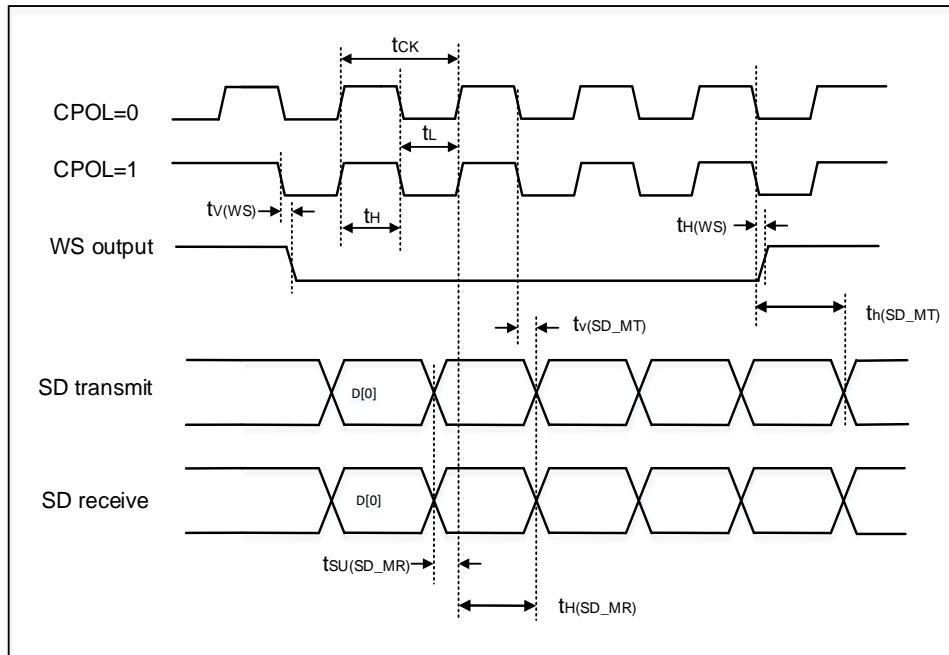 tCK
CPOL=0
tL
CPOL=1
tV(WS)
tH
tH(WS)
WS output
tv(SD_MT)
th(SD_MT)
SD transmit
D[0]
SD receive
D[0]
tSU(SD_MR)
tH(SD_MR)